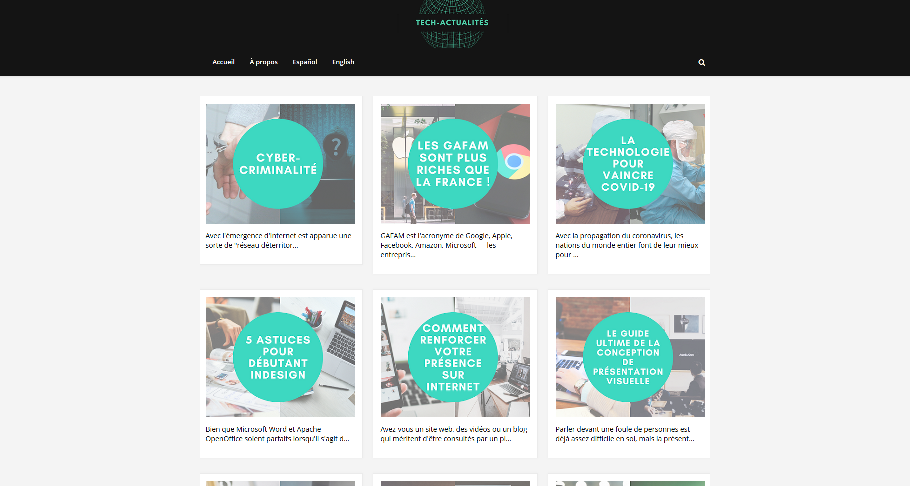 TECH-ACTUALITÉS
Accueil
À propos
Español
English
CYBER-
CRIMINALITÉ
Avec l'émergence d'Internet est apparue une
sorte de "réseau déterritor...
LES GAFAM
SONT PLUS
RICHES QUE
LA FRANCE !
GAFAM est l'acronyme de Google, Apple,
Facebook, Amazon, Microsoft — les
entrepris...
LA
TECHNOLOGIE
POUR
VAINCRE
COVID-19
Avec la propagation du coronavirus, les
nations du monde entier font de leur mieux
pour ...
5 ASTUCES
POUR
DÉBUTANT
INDESIGN
Bien que Microsoft Word et Apache
OpenOffice soient parfaits lorsqu'il s'agit d...
COMMENT
RENFORCER
VOTRE
PRÉSENCE
SUR
INTERNET
Avez-vous un site web, des vidéos ou un blog
qui méritent d'être consultés par un pl...
LE GUIDE
ULTIME DE LA
CONCEPTION
DE
PRÉSENTATION
VISUELLE
Parler devant une foule de personnes est
déjà assez difficile en soi, mais la présent...